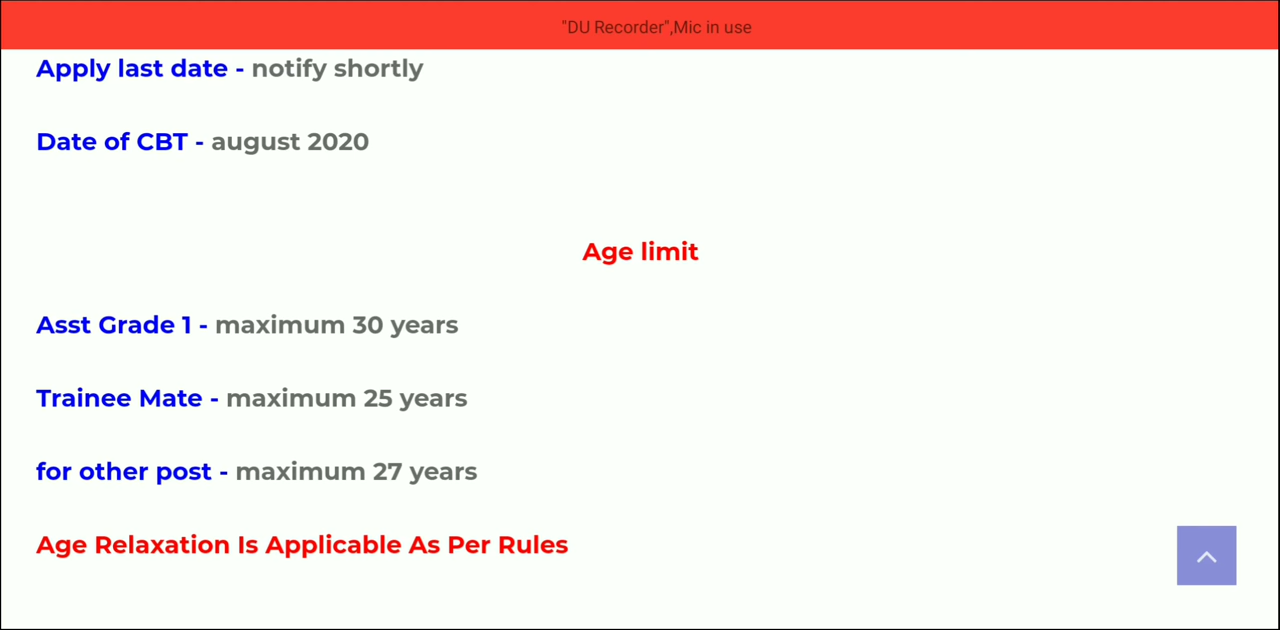 "DU Recorder",Mic in use
Apply last date - notify shortly
Date of CBT - august 2020
Age limit
Asst Grade 1 - maximum 30 years
Trainee Mate - maximum 25 years
for other post - maximum 27 years
Age Relaxation Is Applicable As Per Rules